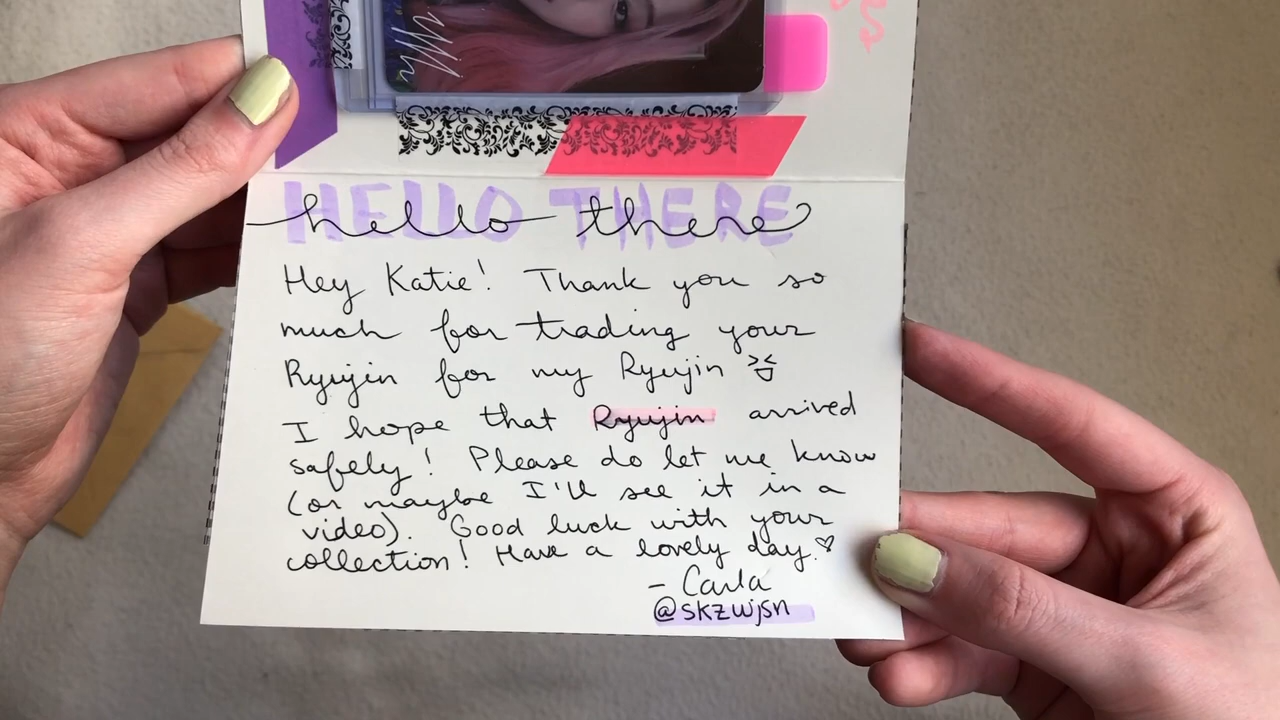 HELLO THERE
hello there
Hey Katie! Thank you so
much for trading your
Ryujin for my Ryujin
I hope that Ryujin arrived
safely! Please do let me know
(or maybe I'll see it in a
video). Good luck with your
collection! Have a lovely day.♡
- Carla
@skzwjsn